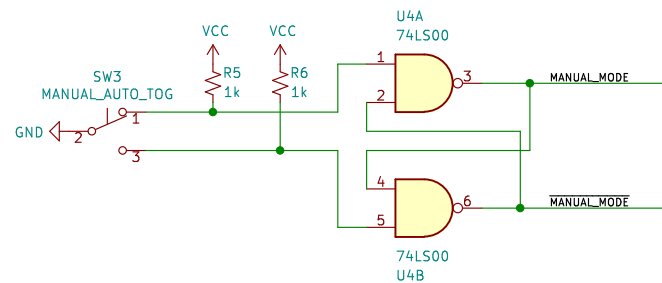 U4A
74LS00
VCC
VCC
1
3
MANUAL_MODE
R5
1k
R6
1k
SW3
MANUAL_AUTO_TOG
2
1
GND
2
3
4
6
MANUAL_MODE
5
74LS00
U4B